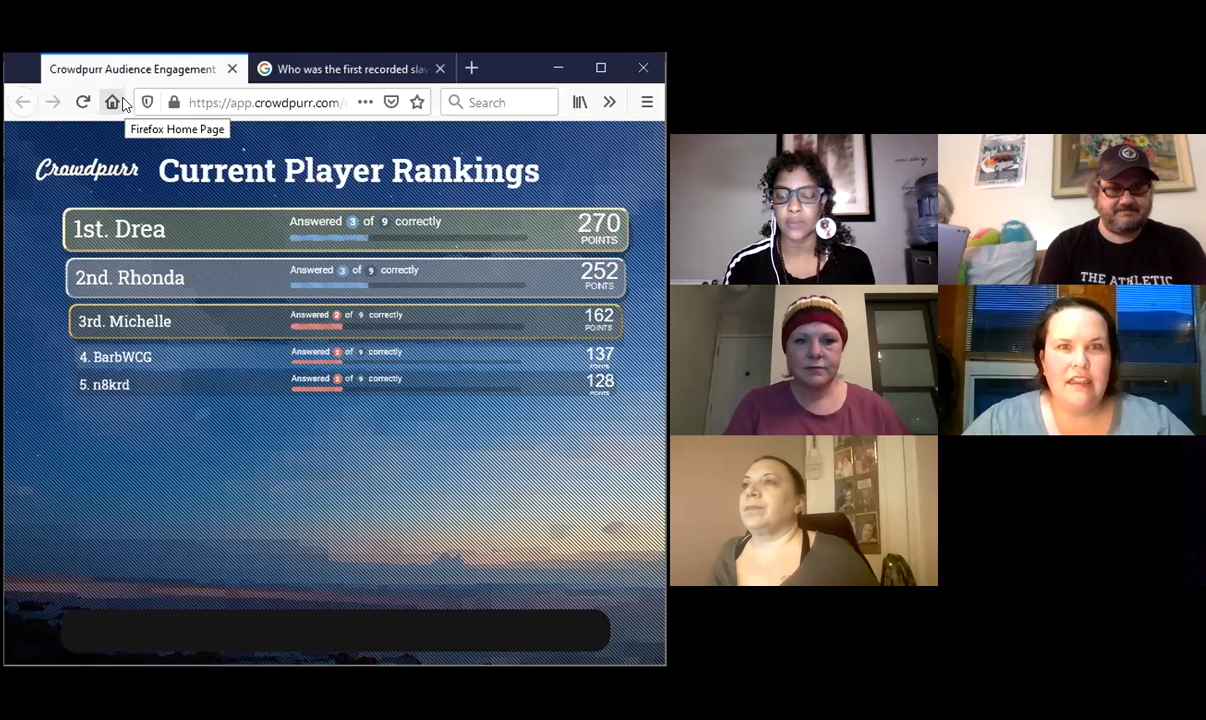 Crowdpurr Audience Engagement
Who was the first recorded sla
https://app.crowdpurr.com/
Search
Firefox Home Page
Crowdpurr Current Player Rankings
1st. Drea Answered 3 of 9 correctly 270
POINTS
2nd. Rhonda Answered 3 of 9 correctly 252
POINTS
3rd. Michelle Answered 2 of 9 correctly 162
POINTS
4. BarbWCG Answered 2 of 9 correctly 137
POINTS
5. n8krd Answered 2 of 9 correctly 128
POINTS
THE ATHLETIC